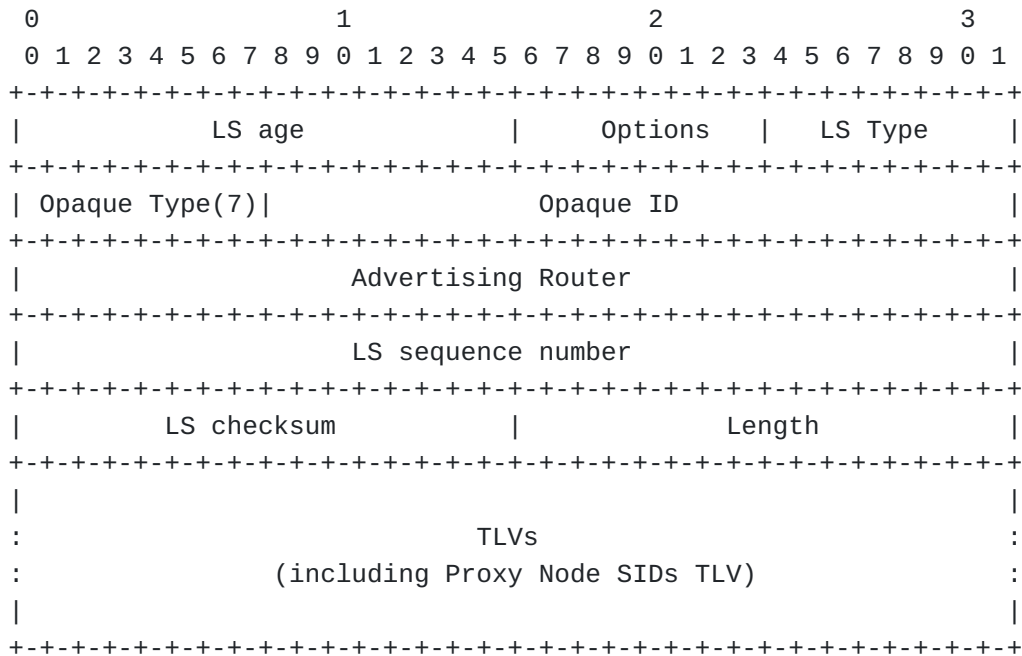 0                   1                   2                   3
 0 1 2 3 4 5 6 7 8 9 0 1 2 3 4 5 6 7 8 9 0 1 2 3 4 5 6 7 8 9 0 1
+-+-+-+-+-+-+-+-+-+-+-+-+-+-+-+-+-+-+-+-+-+-+-+-+-+-+-+-+-+-+-+-+
|            LS age             |     Options   |   LS Type     |
+-+-+-+-+-+-+-+-+-+-+-+-+-+-+-+-+-+-+-+-+-+-+-+-+-+-+-+-+-+-+-+-+
| Opaque Type(7)|                 Opaque ID                     |
+-+-+-+-+-+-+-+-+-+-+-+-+-+-+-+-+-+-+-+-+-+-+-+-+-+-+-+-+-+-+-+-+
|                     Advertising Router                        |
+-+-+-+-+-+-+-+-+-+-+-+-+-+-+-+-+-+-+-+-+-+-+-+-+-+-+-+-+-+-+-+-+
|                     LS sequence number                        |
+-+-+-+-+-+-+-+-+-+-+-+-+-+-+-+-+-+-+-+-+-+-+-+-+-+-+-+-+-+-+-+-+
|         LS checksum           |             Length            |
+-+-+-+-+-+-+-+-+-+-+-+-+-+-+-+-+-+-+-+-+-+-+-+-+-+-+-+-+-+-+-+-+
|                                                               |
:                             TLVs                              :
:                (including Proxy Node SIDs TLV)                :
|                                                               |
+-+-+-+-+-+-+-+-+-+-+-+-+-+-+-+-+-+-+-+-+-+-+-+-+-+-+-+-+-+-+-+-+